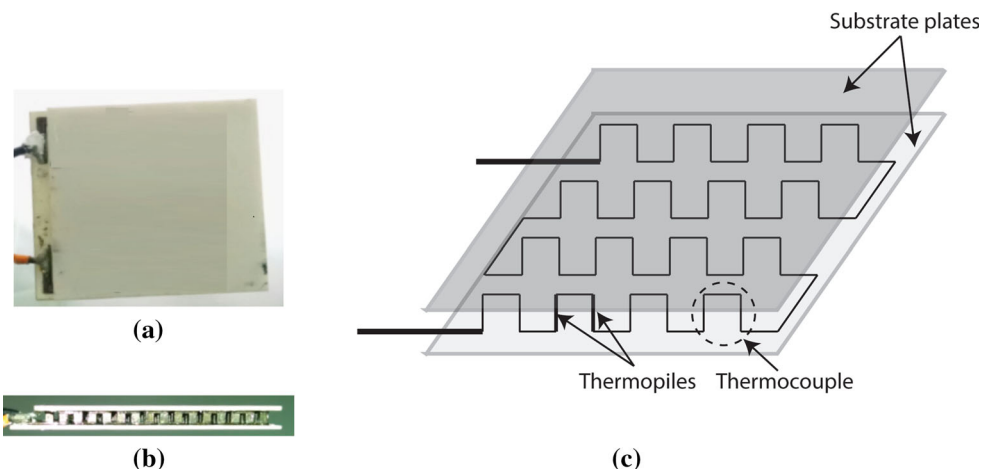 Substrate plates
(a)
Thermopiles
Thermocouple
(b)
(c)